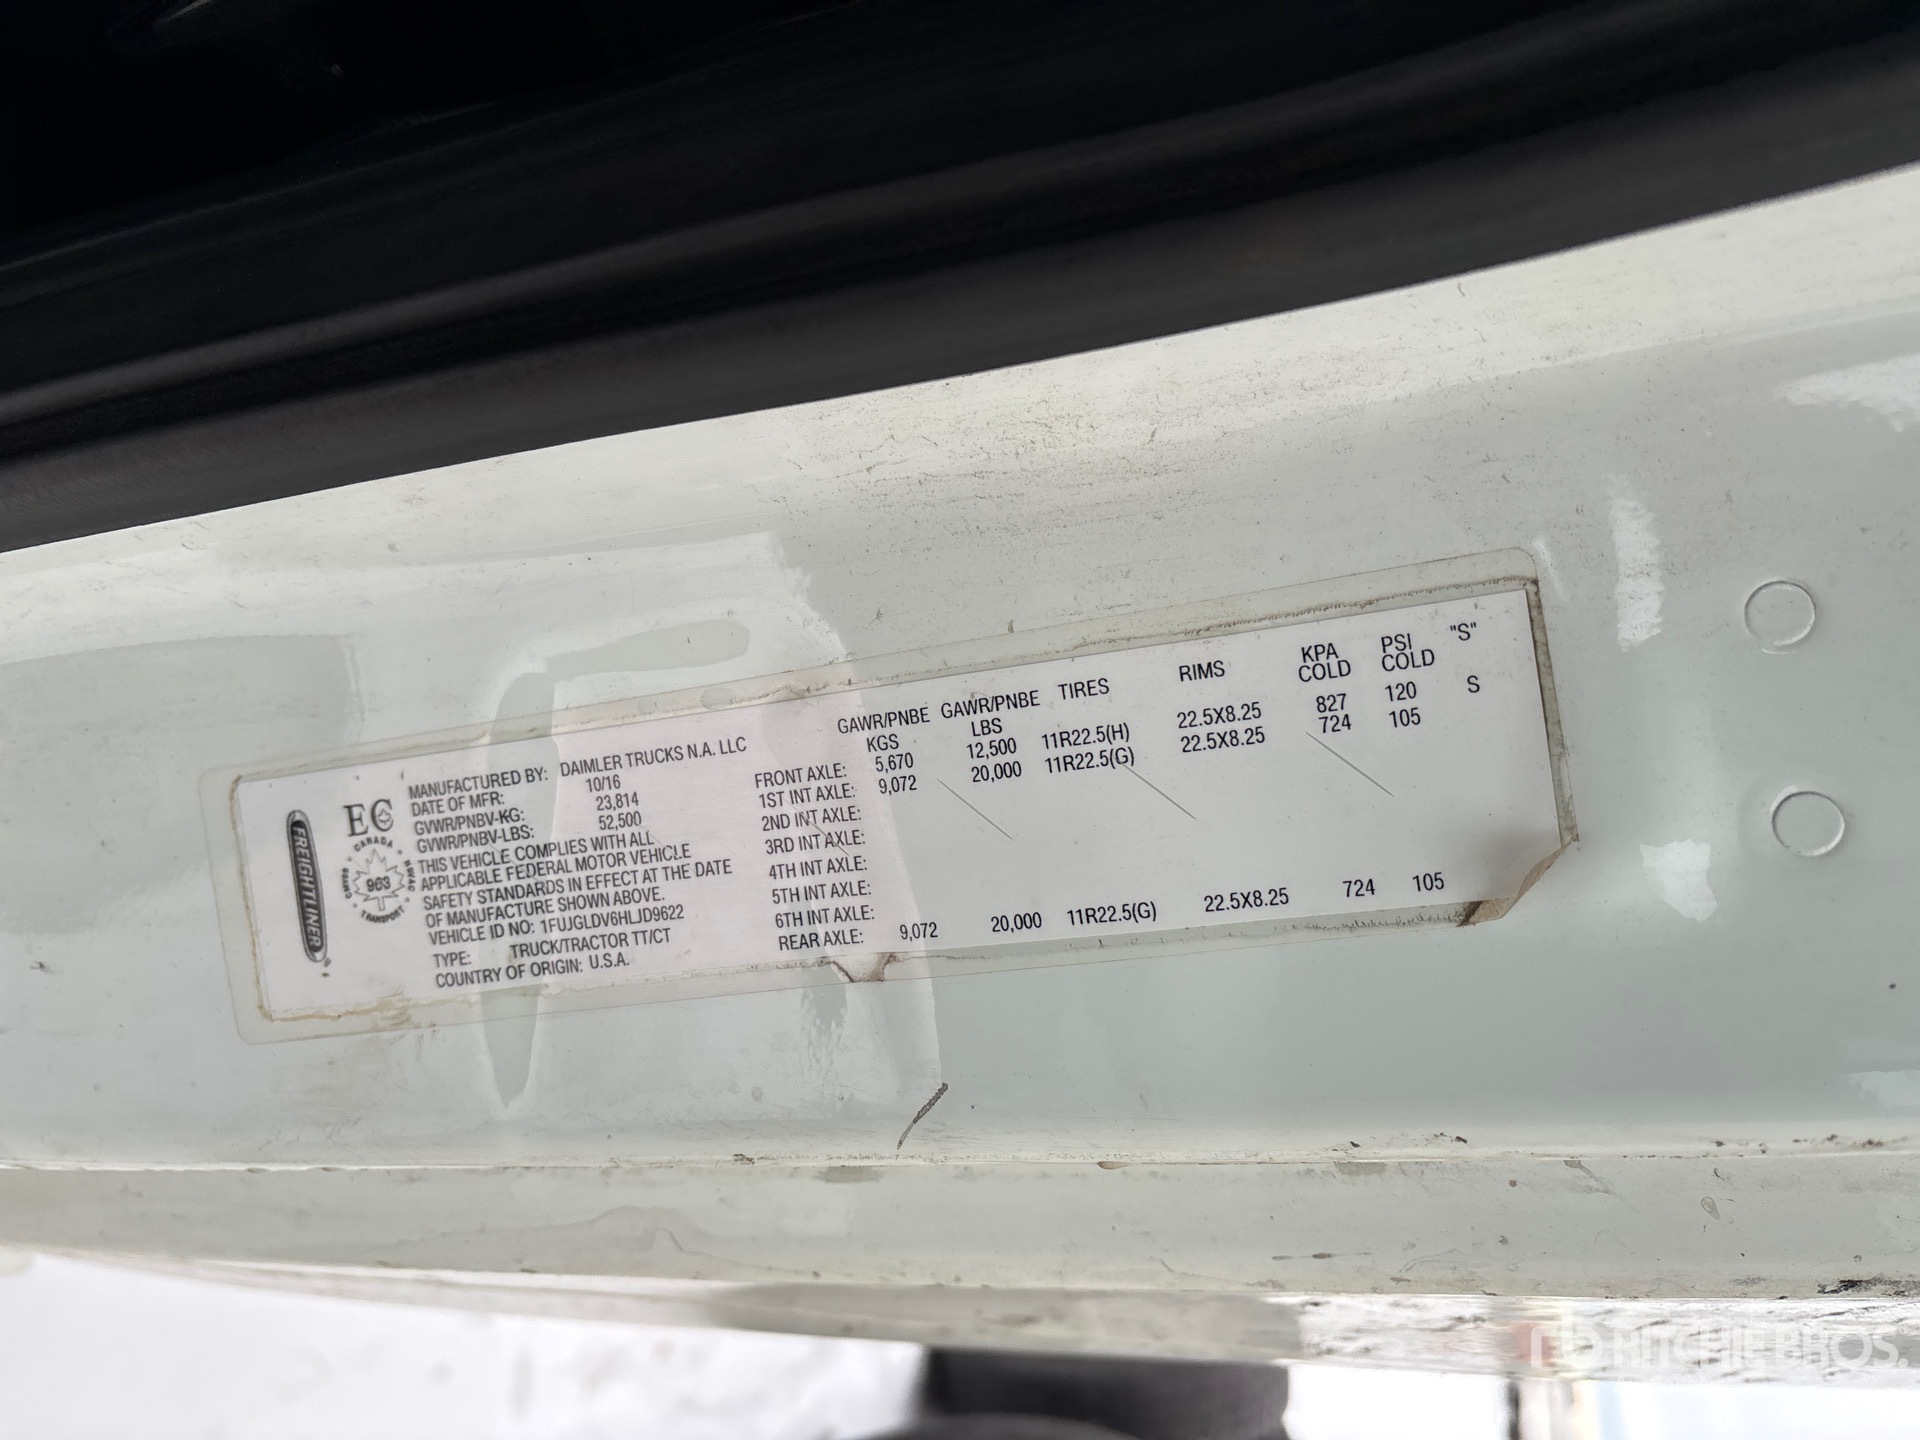 FREIGHTLINER
EC
CANADA
963
TRANSPORT
MANUFACTURED BY: DAIMLER TRUCKS N.A. LLC
DATE OF MFR: 10/16
GVWR/PNBV-KG: 23,814
GVWR/PNBV-LBS: 52,500
THIS VEHICLE COMPLIES WITH ALL
APPLICABLE FEDERAL MOTOR VEHICLE
SAFETY STANDARDS IN EFFECT AT THE DATE
OF MANUFACTURE SHOWN ABOVE.
VEHICLE ID NO: 1FUJGLDV6HLJD9622
TYPE: TRUCK/TRACTOR TT/CT
COUNTRY OF ORIGIN: U.S.A.
GAWR/PNBE KGS GAWR/PNBE LBS TIRES RIMS KPA COLD PSI COLD "S"
FRONT AXLE: 5,670 12,500 11R22.5(H) 22.5X8.25 827 120 S
1ST INT AXLE: 9,072 20,000 11R22.5(G) 22.5X8.25 724 105
2ND INT AXLE:
3RD INT AXLE:
4TH INT AXLE:
5TH INT AXLE:
6TH INT AXLE:
REAR AXLE: 9,072 20,000 11R22.5(G) 22.5X8.25 724 105
RITCHIE BROS.